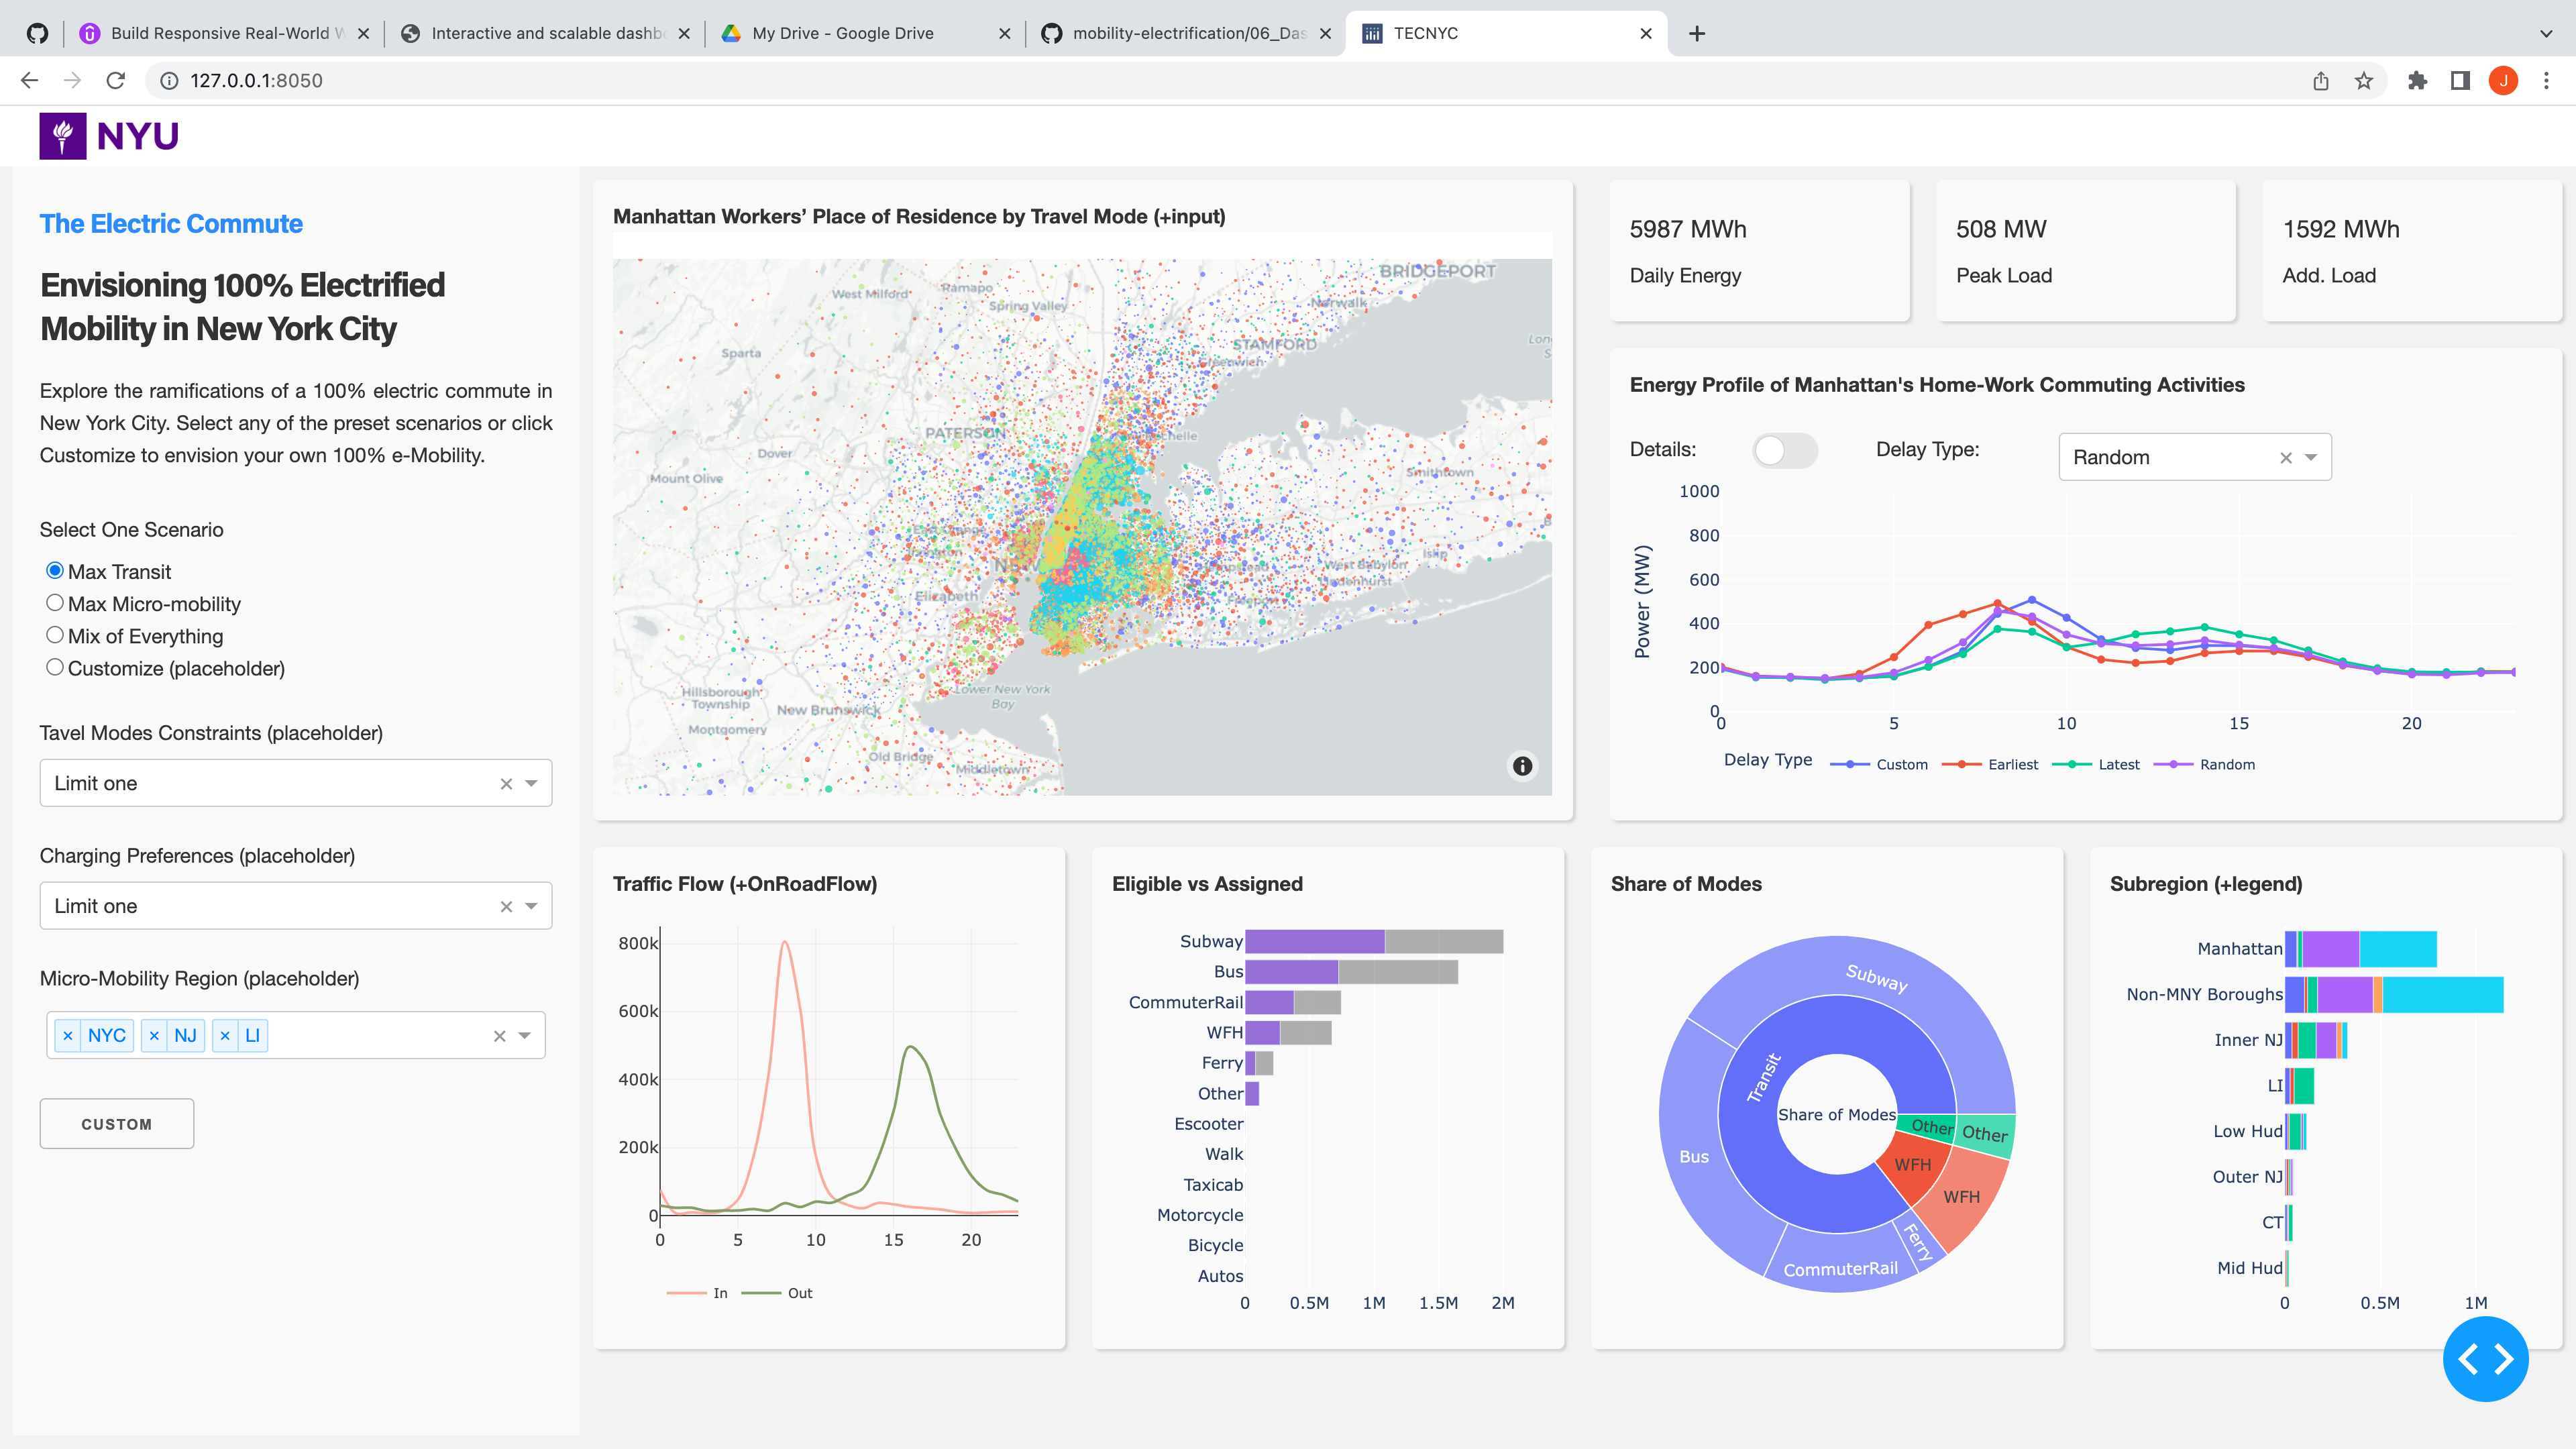 Build Responsive Real-World W
Interactive and scalable dashbo
My Drive - Google Drive
mobility-electrification/06_Das
TECNYC
127.0.0.1:8050
J
NYU
The Electric Commute
Envisioning 100% Electrified
Mobility in New York City
Explore the ramifications of a 100% electric commute in
New York City. Select any of the preset scenarios or click
Customize to envision your own 100% e-Mobility.
Select One Scenario
Max Transit
Max Micro-mobility
Mix of Everything
Customize (placeholder)
Tavel Modes Constraints (placeholder)
Limit one
Charging Preferences (placeholder)
Limit one
Micro-Mobility Region (placeholder)
× NYC × NJ × LI
CUSTOM
Manhattan Workers’ Place of Residence by Travel Mode (+input)
BRIDGEPORT
West Milford
Ramapo
Spring Valley
Norwalk
Sparta
STAMFORD
Greenwich
Lon
S
PATERSON
chelle
Dover
Mount Olive
Smithtown
Islip
West Babylon
Lindenhurst
Freeport
NEW
Elizabeth
Lower New York
Bay
Hillsborough
Township
New Brunswick
Montgomery
Old Bridge
Middletown
5987 MWh
Daily Energy
508 MW
Peak Load
1592 MWh
Add. Load
Energy Profile of Manhattan's Home-Work Commuting Activities
Details:
Delay Type:
Random
Power (MW)
1000
800
600
400
200
0
0 5 10 15 20
Delay Type Custom Earliest Latest Random
Traffic Flow (+OnRoadFlow)
800k
600k
400k
200k
0
0 5 10 15 20
In Out
Eligible vs Assigned
Subway
Bus
CommuterRail
WFH
Ferry
Other
Escooter
Walk
Taxicab
Motorcycle
Bicycle
Autos
0 0.5M 1M 1.5M 2M
Share of Modes
Subway
Transit
Share of Modes
Other
Other
Bus
WFH
WFH
Ferry
CommuterRail
Subregion (+legend)
Manhattan
Non-MNY Boroughs
Inner NJ
LI
Low Hud
Outer NJ
CT
Mid Hud
0 0.5M 1M